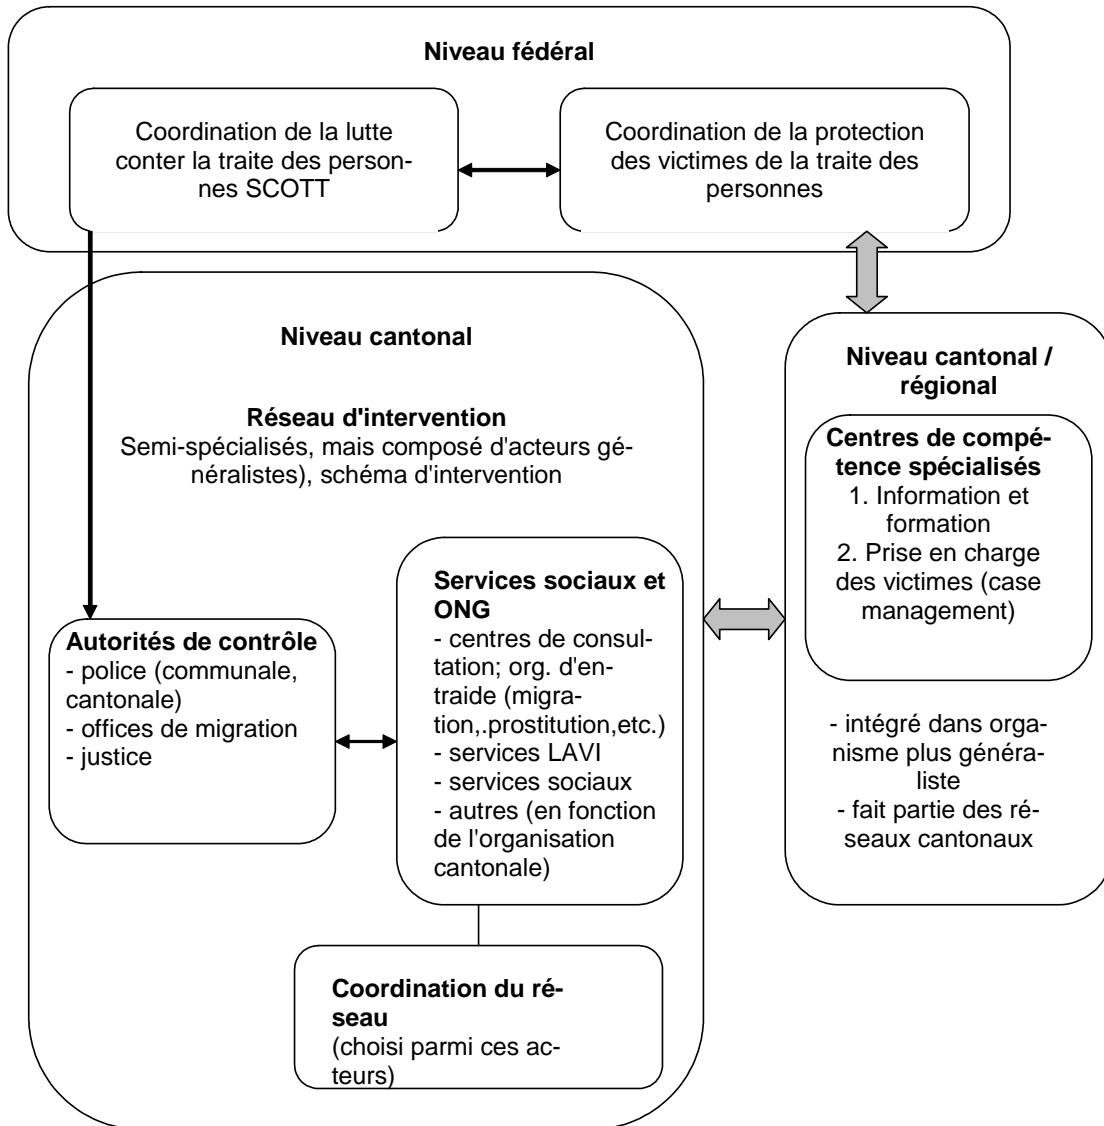 Niveau fédéral
Coordination de la lutte
conter la traite des person-
nes SCOTT
Coordination de la protection
des victimes de la traite des
personnes
Niveau cantonal
Réseau d'intervention
Semi-spécialisés, mais composé d'acteurs gé-
néralistes), schéma d'intervention
Autorités de contrôle
- police (communale,
cantonale)
- offices de migration
- justice
Services sociaux et
ONG
- centres de consul-
tation; org. d'en-
traide (migra-
tion,.prostitution,etc.)
- services LAVI
- services sociaux
- autres (en fonction
de l'organisation
cantonale)
Coordination du ré-
seau
(choisi parmi ces ac-
teurs)
Niveau cantonal /
régional
Centres de compé-
tence spécialisés
1. Information et
formation
2. Prise en charge
des victimes (case
management)
- intégré dans orga-
nisme plus généra-
liste
- fait partie des ré-
seaux cantonaux